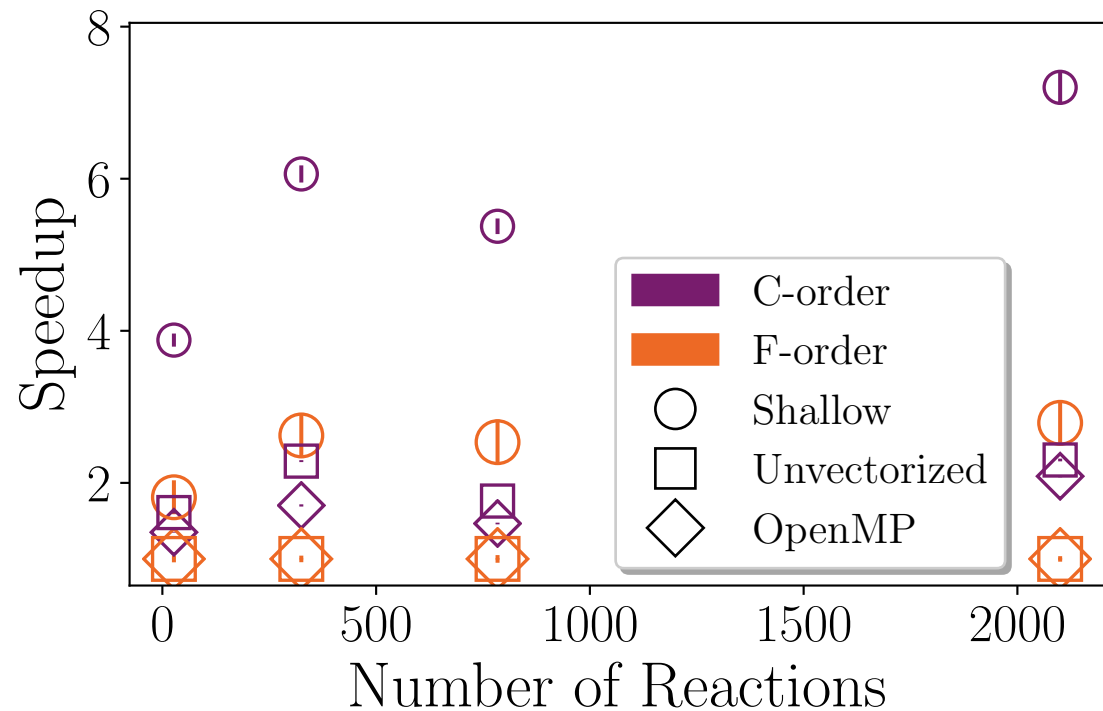 8
6
4
2
Speedup
C-order
F-order
Shallow
Unvectorized
OpenMP
0 500 1000 1500 2000
Number of Reactions